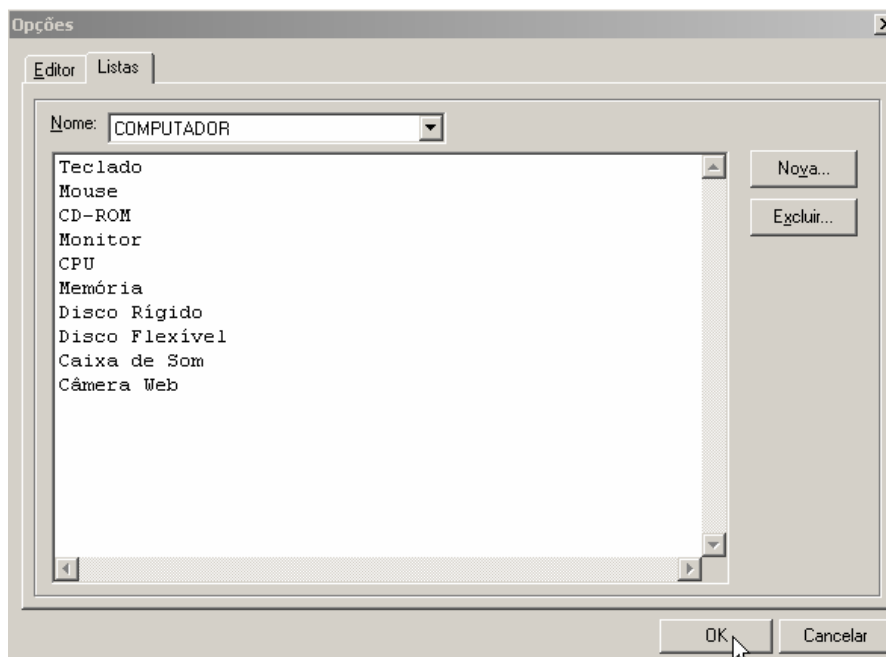 Opções
Editor Listas
Nome: COMPUTADOR
Teclado
Mouse
CD-ROM
Monitor
CPU
Memória
Disco Rígido
Disco Flexível
Caixa de Som
Câmera Web
Nova...
Excluir...
OK Cancelar